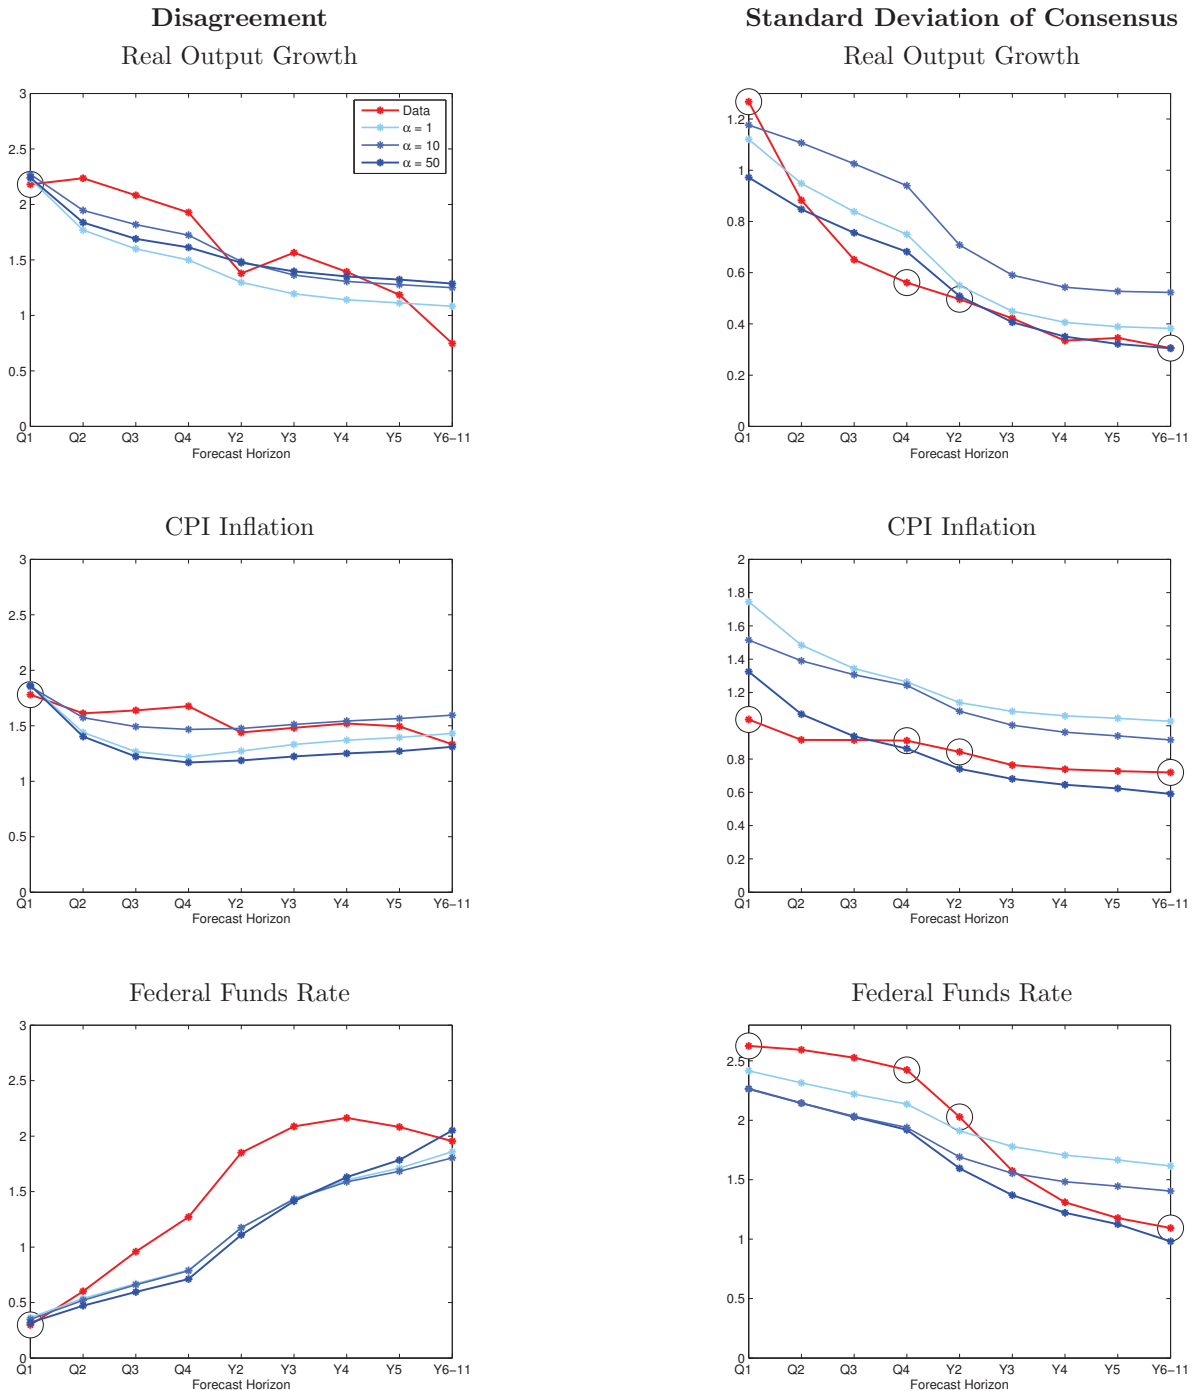 Disagreement
Real Output Growth
3
2.5
2
1.5
1
0.5
0
Q1 Q2 Q3 Q4 Y2 Y3 Y4 Y5 Y6−11
Forecast Horizon
Data
α = 1
α = 10
α = 50
Standard Deviation of Consensus
Real Output Growth
1.2
1
0.8
0.6
0.4
0.2
0
Q1 Q2 Q3 Q4 Y2 Y3 Y4 Y5 Y6−11
Forecast Horizon
CPI Inflation
3
2.5
2
1.5
1
0.5
0
Q1 Q2 Q3 Q4 Y2 Y3 Y4 Y5 Y6−11
Forecast Horizon
CPI Inflation
2
1.8
1.6
1.4
1.2
1
0.8
0.6
0.4
0.2
0
Q1 Q2 Q3 Q4 Y2 Y3 Y4 Y5 Y6−11
Forecast Horizon
Federal Funds Rate
3
2.5
2
1.5
1
0.5
0
Q1 Q2 Q3 Q4 Y2 Y3 Y4 Y5 Y6−11
Forecast Horizon
Federal Funds Rate
2.5
2
1.5
1
0.5
0
Q1 Q2 Q3 Q4 Y2 Y3 Y4 Y5 Y6−11
Forecast Horizon